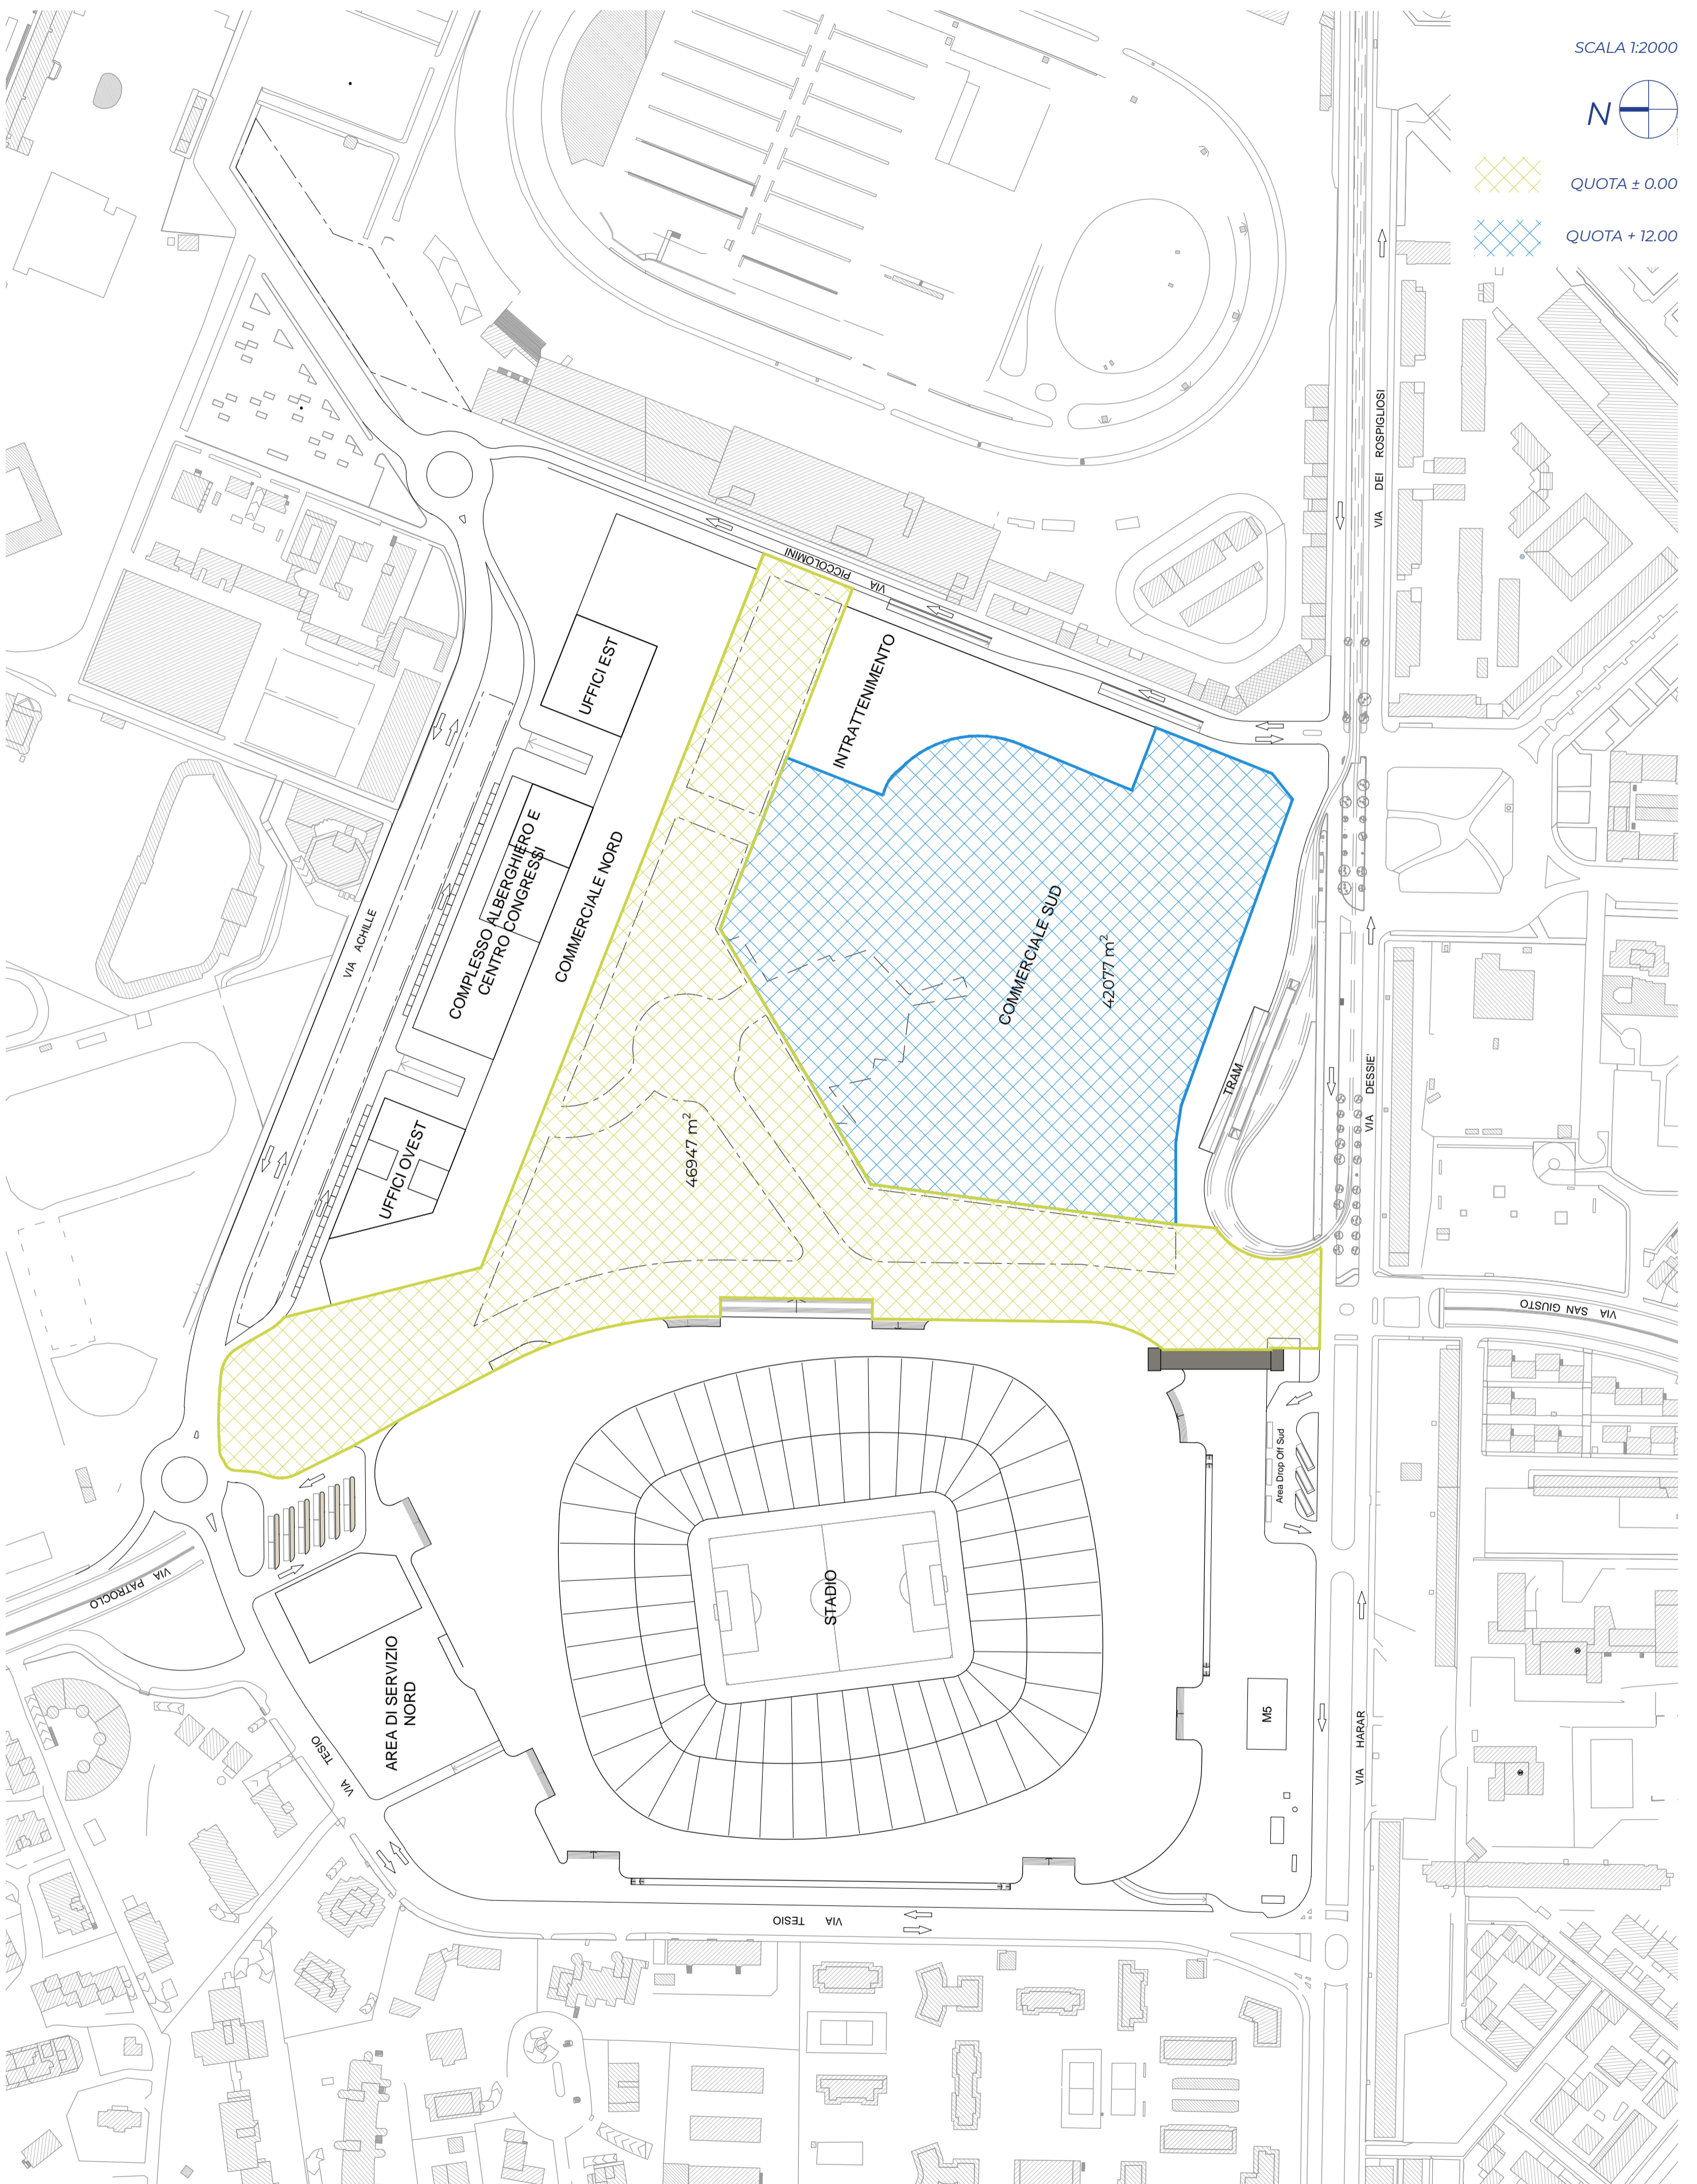 SCALA 1:2000
N
QUOTA ± 0.00
QUOTA + 12.00
VIA DEI ROSPIGLIOSI
VIA PICCOLOMINI
UFFICI EST
INTRATTENIMENTO
COMPLESSO ALBERGHIERO E
CENTRO CONGRESSI
COMMERCIALE NORD
VIA ACHILLE
COMMERCIALE SUD
42077 m²
TRAM
VIA DESSIE'
UFFICI OVEST
46947 m²
VIA SAN GIUSTO
Area Drop Off Sud
VIA PATROCLO
STADIO
AREA DI SERVIZIO
NORD
M5
VIA HARAR
VIA TESIO
VIA TESIO